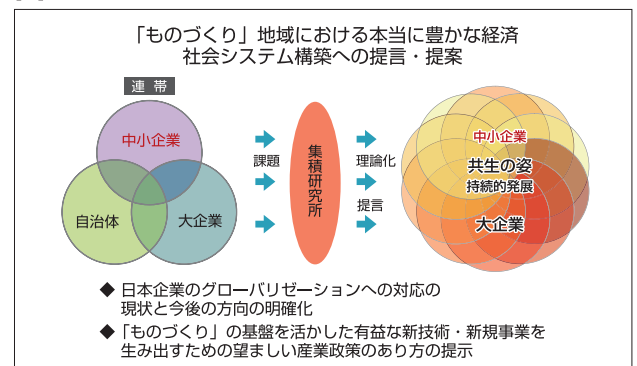 「ものづくり」地域における本当に豊かな経済
社会システム構築への提言・提案
連帯
中小企業
自治体
大企業
課題
集積研究所
理論化
提言
中小企業
共生の姿
持続的発展
大企業
◆ 日本企業のグローバリゼーションへの対応の
現状と今後の方向の明確化
◆ 「ものづくり」の基盤を活かした有益な新技術・新規事業を
生み出すための望ましい産業政策のあり方の提示